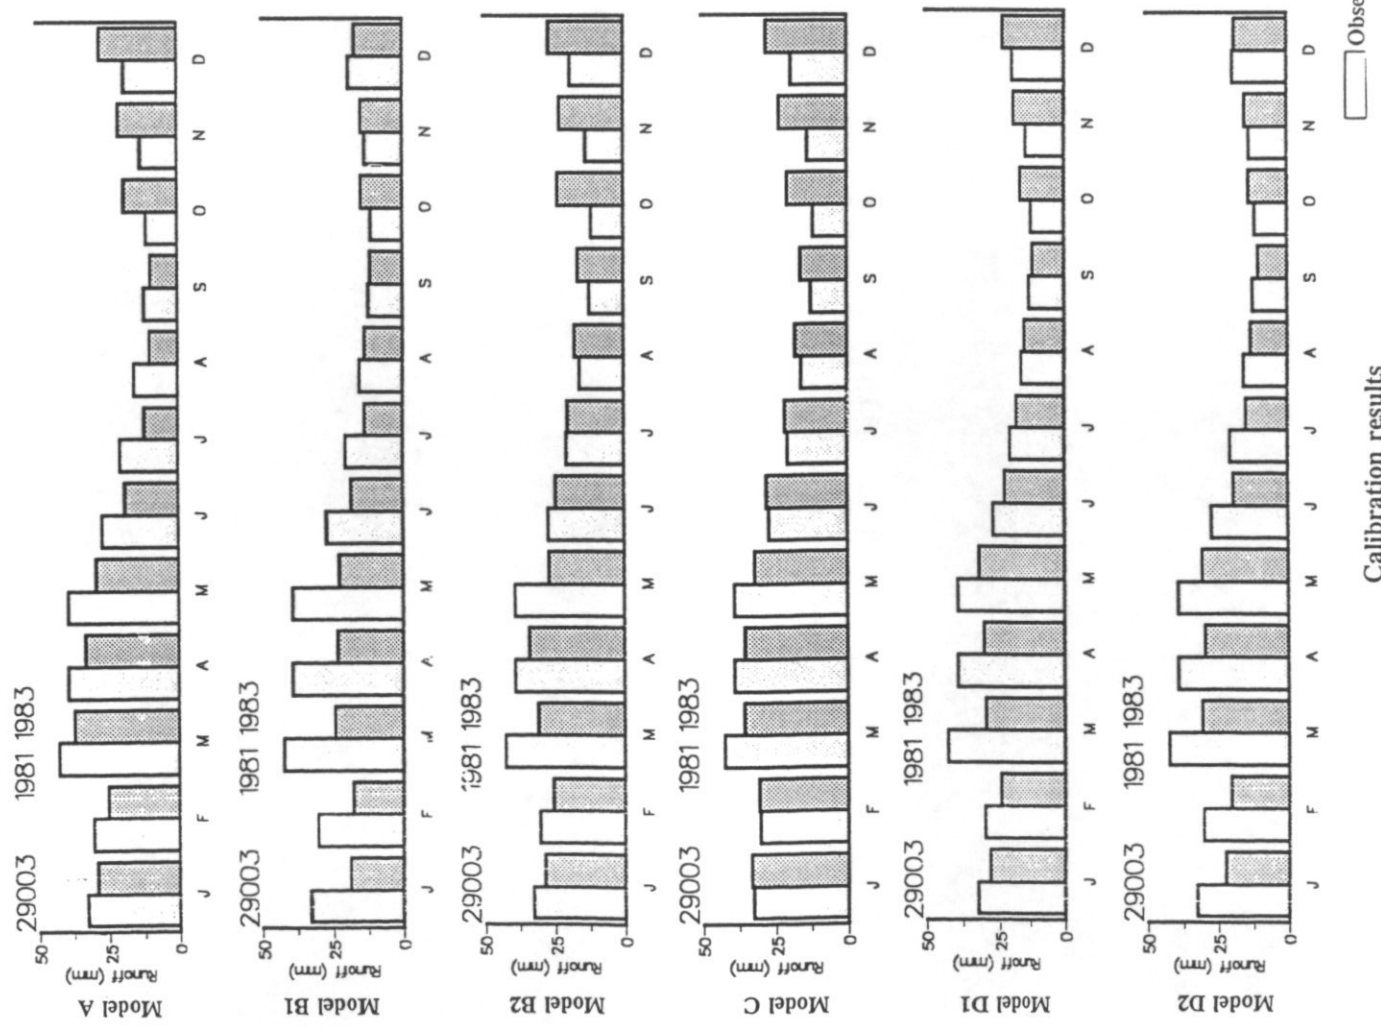 Model A
Runoff (mm)
50
25
0
29003
1981 1983
J F M A M J J A S O N D
Model B1
Runoff (mm)
50
25
0
29003
1981 1983
J F M A M J J A S O N D
Model B2
Runoff (mm)
50
25
0
29003
1981 1983
J F M A M J J A S O N D
Model C
Runoff (mm)
50
25
0
29003
1981 1983
J F M A M J J A S O N D
Model D1
Runoff (mm)
50
25
0
29003
1981 1983
J F M A M J J A S O N D
Model D2
Runoff (mm)
50
25
0
29003
1981 1983
J F M A M J J A S O N D
Obse
Calibration results